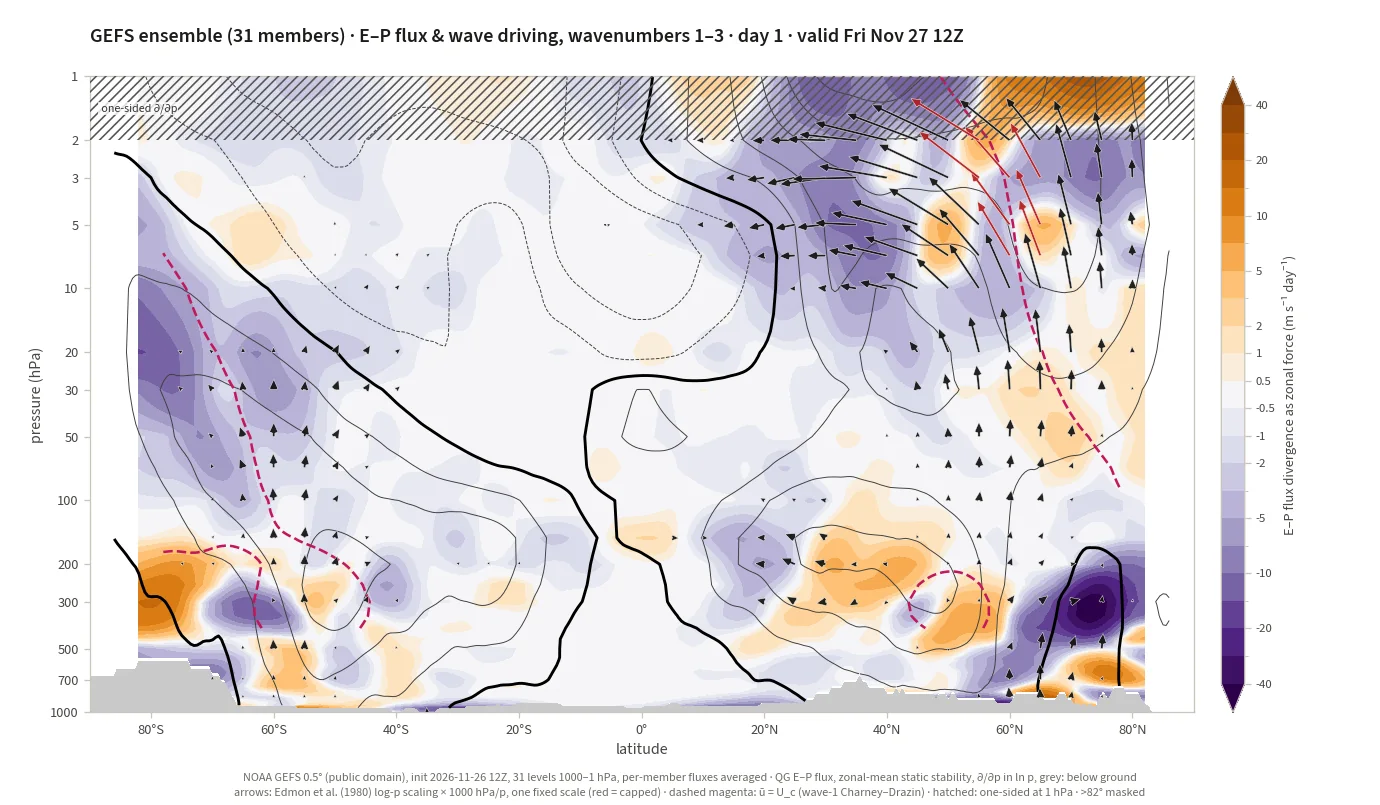 GEFS ensemble (31 members) · E–P flux & wave driving, wavenumbers 1–3 · day 1 · valid Fri Nov 27 12Z
one-sided ∂/∂p
1
2
3
5
10
20
30
50
100
200
300
500
700
1000
pressure (hPa)
80°S
60°S
40°S
20°S
0°
20°N
40°N
60°N
80°N
latitude
40
20
10
5
2
1
0.5
-0.5
-1
-2
-5
-10
-20
-40
E–P flux divergence as zonal force (m s⁻¹ day⁻¹)
NOAA GEFS 0.5° (public domain), init 2026-11-26 12Z, 31 levels 1000–1 hPa, per-member fluxes averaged · QG E–P flux, zonal-mean static stability, ∂/∂p in ln p, grey: below ground
arrows: Edmon et al. (1980) log-p scaling × 1000 hPa/p, one fixed scale (red = capped) · dashed magenta: ū = U_c (wave-1 Charney–Drazin) · hatched: one-sided at 1 hPa · >82° masked